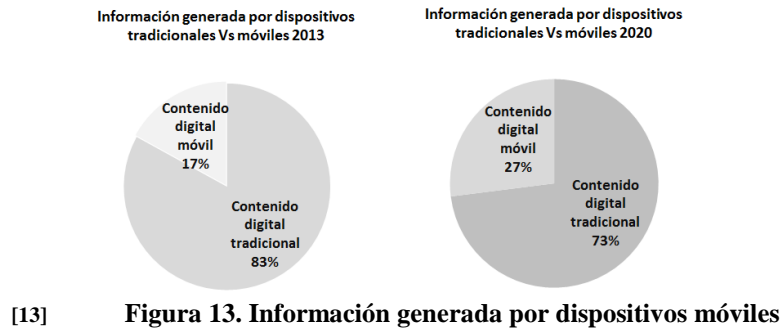 Información generada por dispositivos
tradicionales Vs móviles 2013
Contenido
digital
móvil
17%
Contenido
digital
tradicional
83%
Información generada por dispositivos
tradicionales Vs móviles 2020
Contenido
digital
móvil
27%
Contenido
digital
tradicional
73%
[13] Figura 13. Información generada por dispositivos móviles